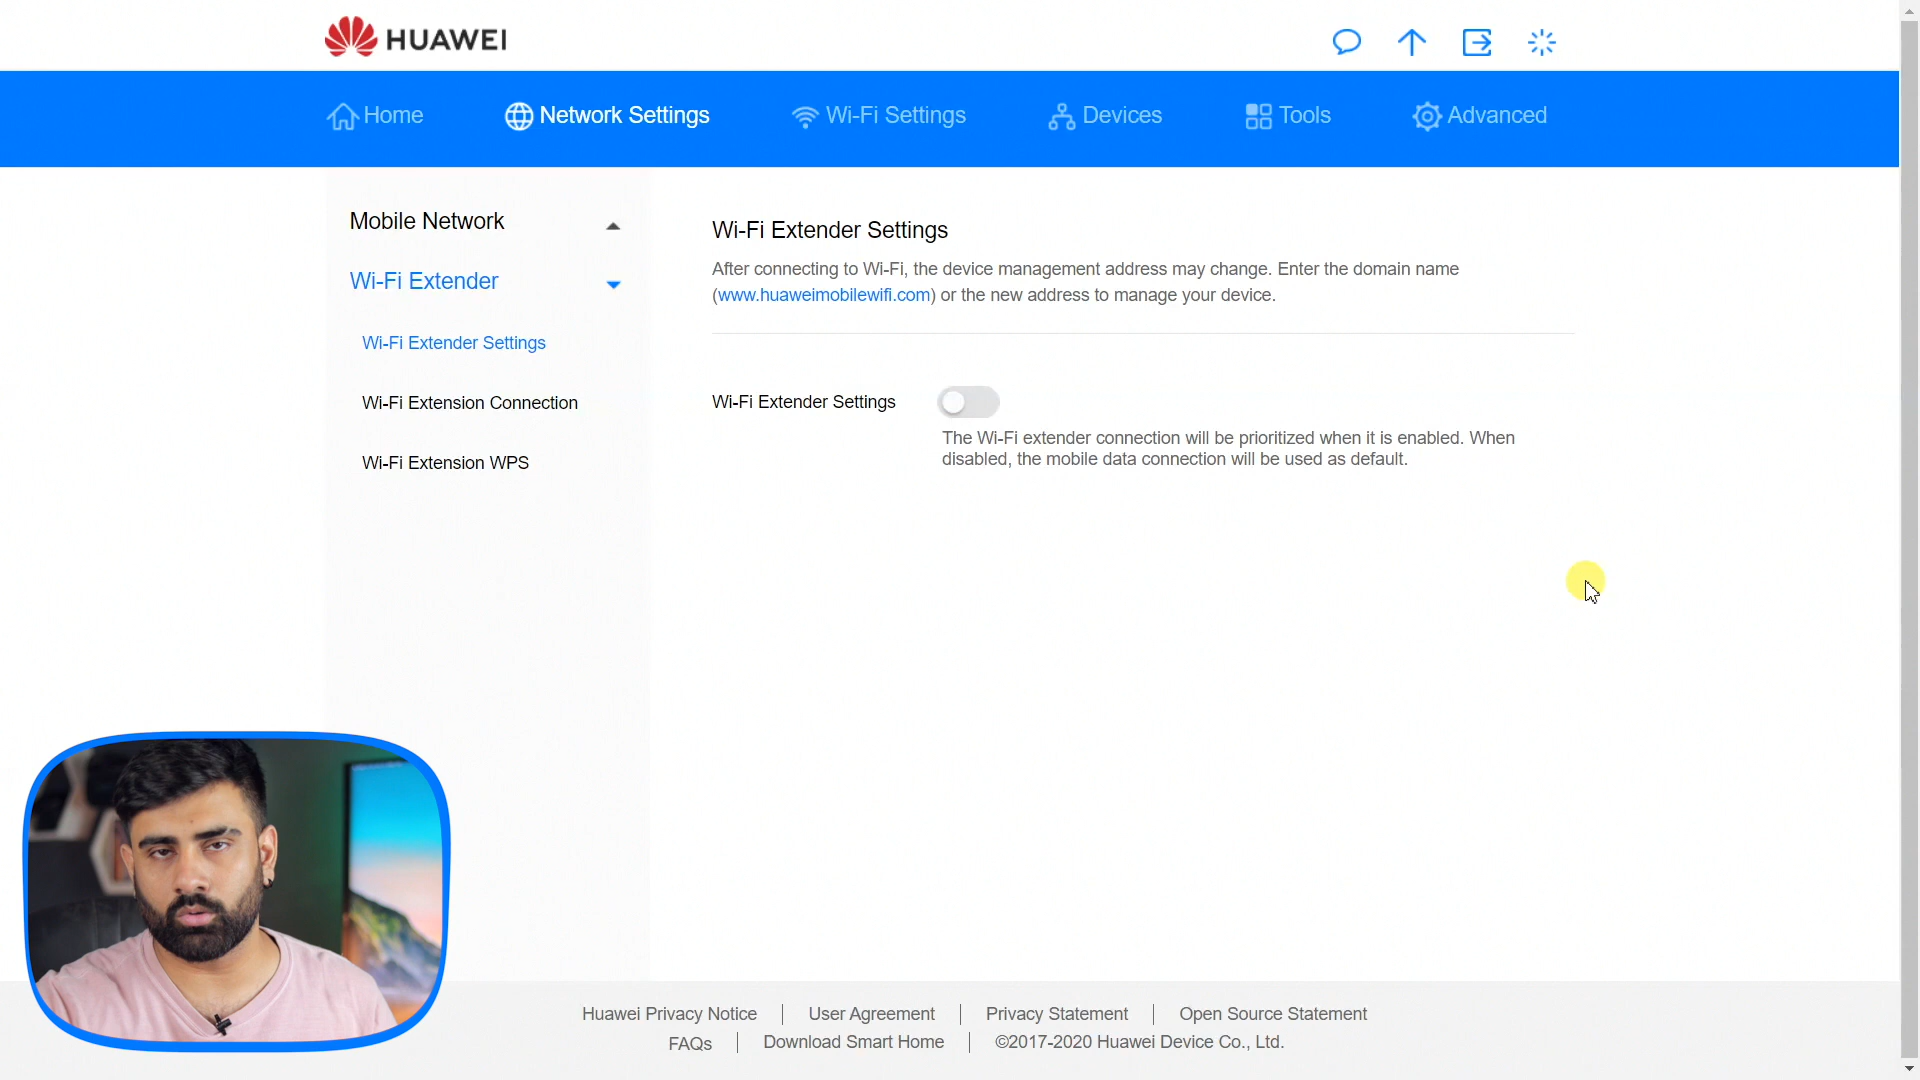 HUAWEI
Home
Network Settings
Wi-Fi Settings
Devices
Tools
Advanced
Mobile Network
Wi-Fi Extender
Wi-Fi Extender Settings
Wi-Fi Extension Connection
Wi-Fi Extension WPS
Wi-Fi Extender Settings
After connecting to Wi-Fi, the device management address may change. Enter the domain name
(www.huaweimobilewifi.com) or the new address to manage your device.
Wi-Fi Extender Settings
The Wi-Fi extender connection will be prioritized when it is enabled. When
disabled, the mobile data connection will be used as default.
Huawei Privacy Notice | User Agreement | Privacy Statement | Open Source Statement
FAQs | Download Smart Home | ©2017-2020 Huawei Device Co., Ltd.